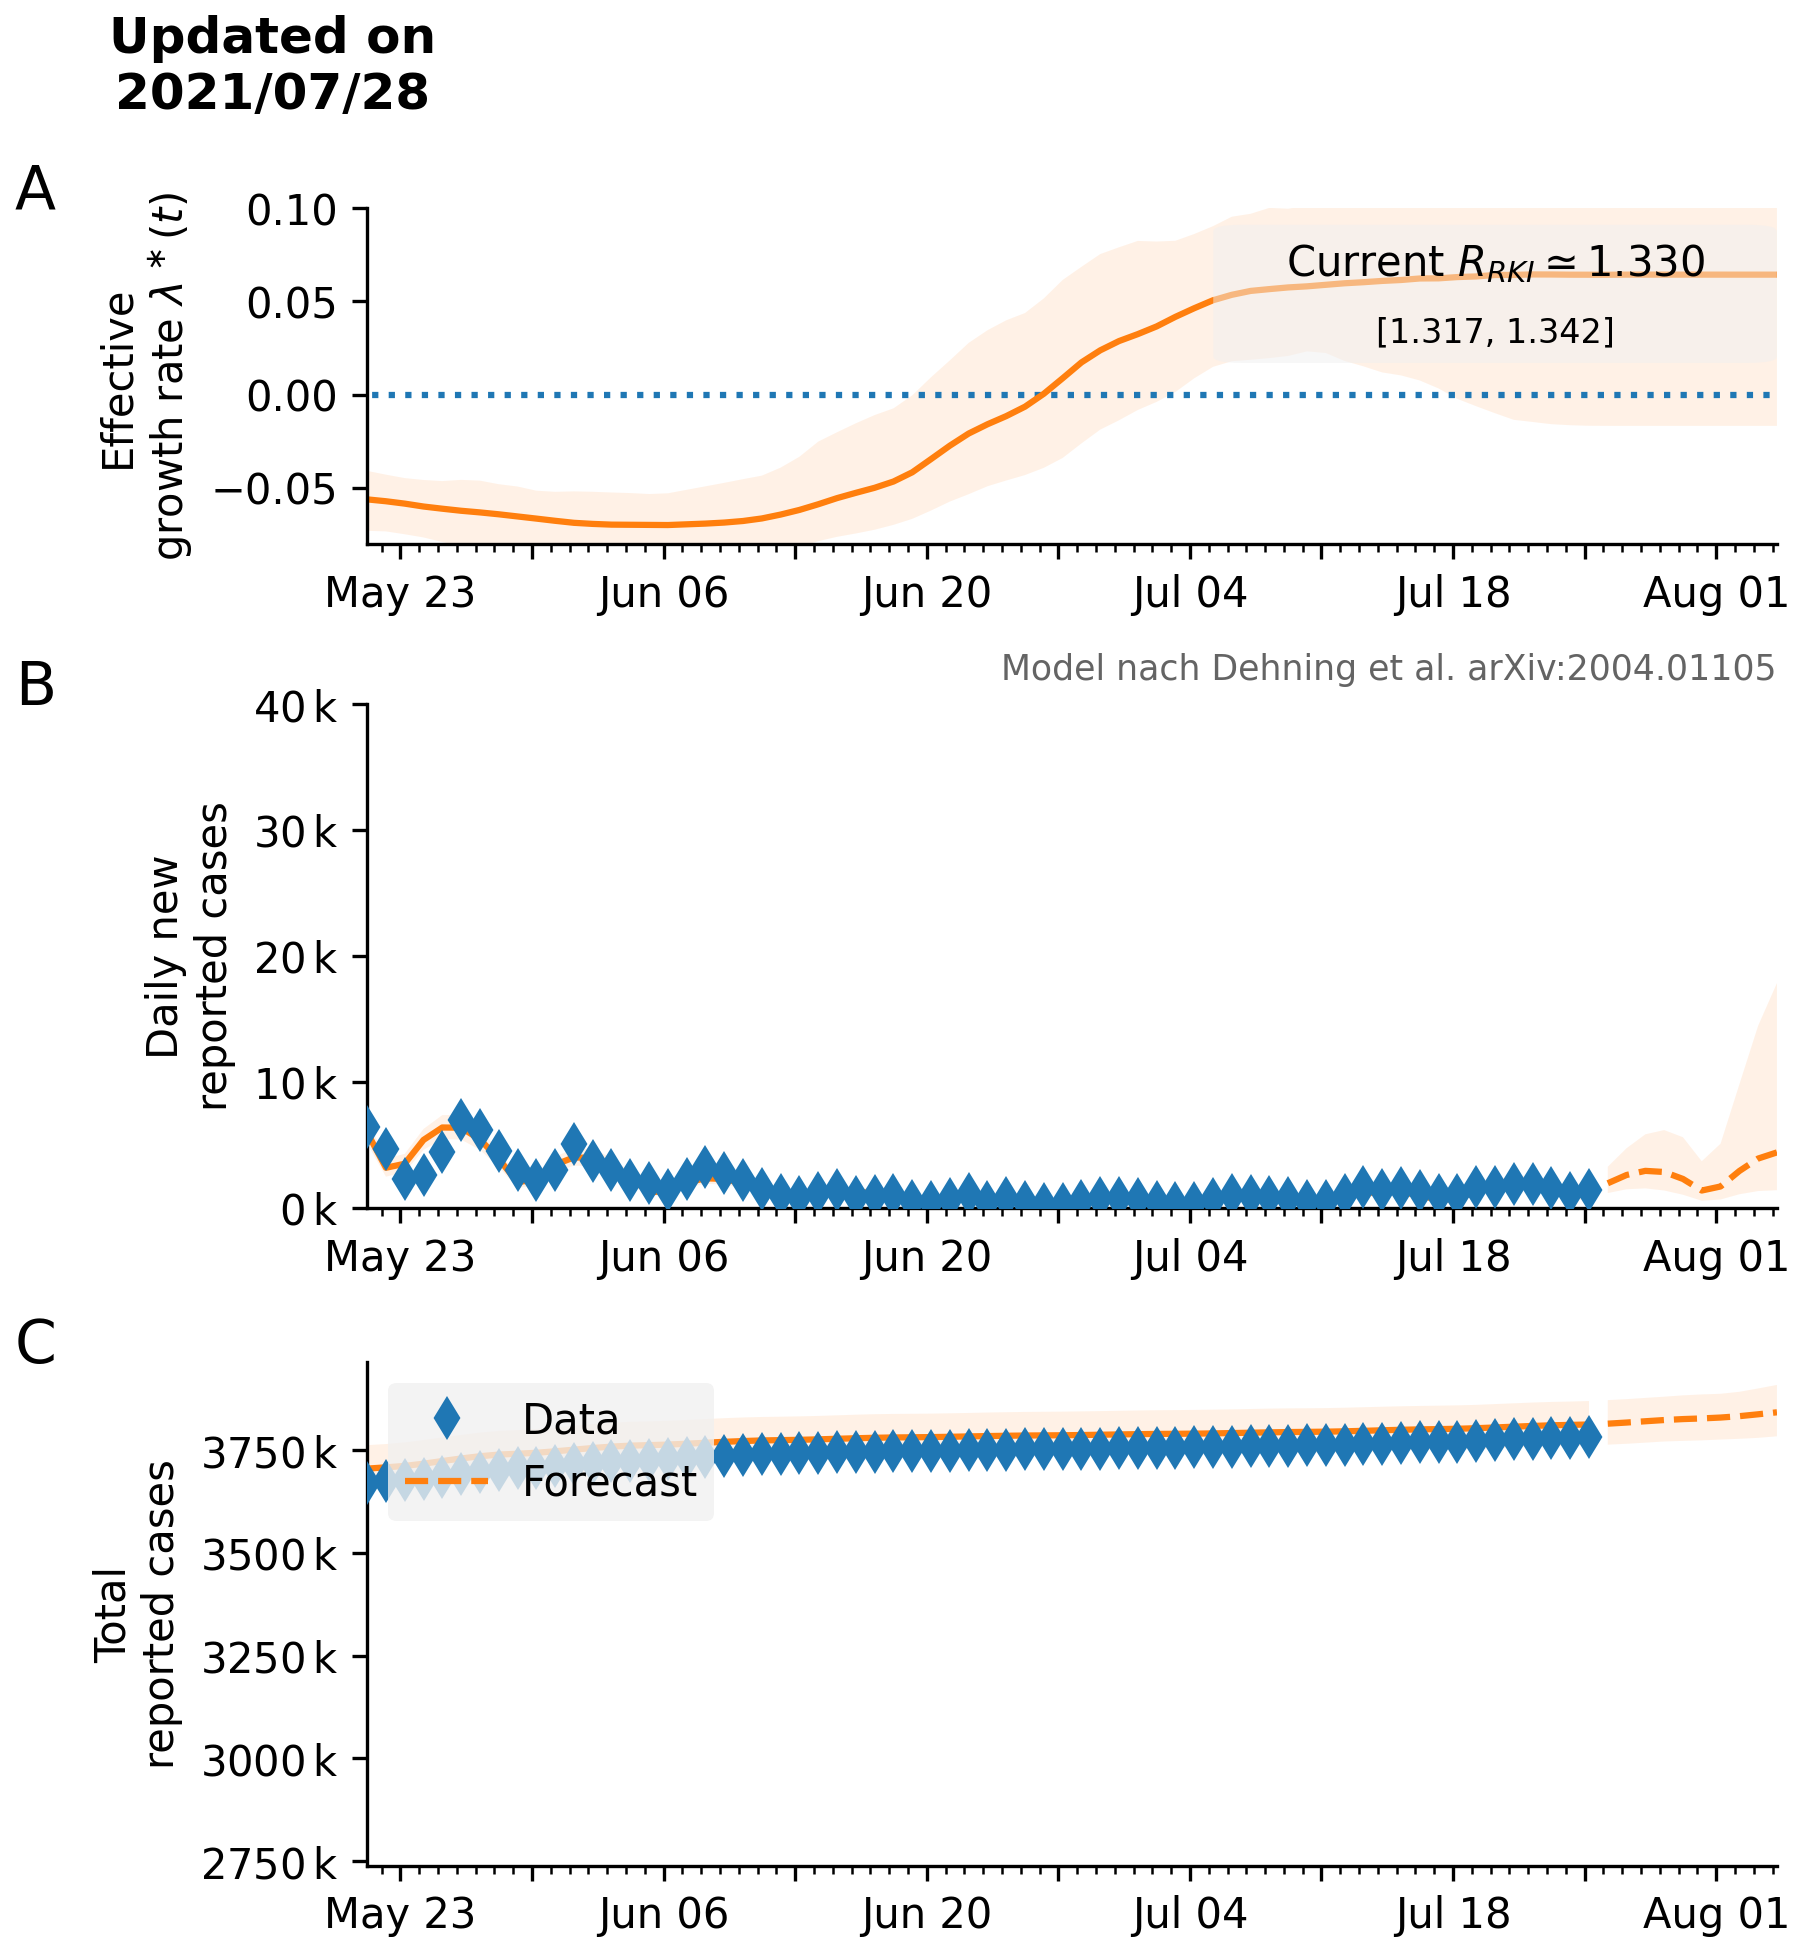 Updated on
2021/07/28
A
Effective
growth rate λ * (t)
0.10
0.05
0.00
−0.05
Current R_RKI ≃ 1.330
[1.317, 1.342]
May 23
Jun 06
Jun 20
Jul 04
Jul 18
Aug 01
Model nach Dehning et al. arXiv:2004.01105
B
Daily new
reported cases
40 k
30 k
20 k
10 k
0 k
May 23
Jun 06
Jun 20
Jul 04
Jul 18
Aug 01
C
Total
reported cases
3750 k
3500 k
3250 k
3000 k
2750 k
Data
Forecast
May 23
Jun 06
Jun 20
Jul 04
Jul 18
Aug 01